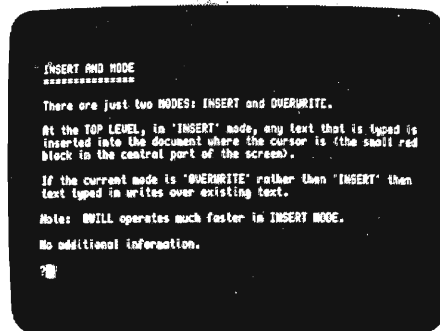 INSERT AND MODE
===============
There are just two MODES: INSERT and OVERWRITE.
At the TOP LEVEL, in 'INSERT' mode, any text that is typed is
inserted into the document where the cursor is (the small red
block in the central part of the screen).
If the current mode is 'OVERWRITE' rather than 'INSERT' then
text typed in writes over existing text.
Note: QUILL operates much faster in INSERT MODE.
No additional information.
?